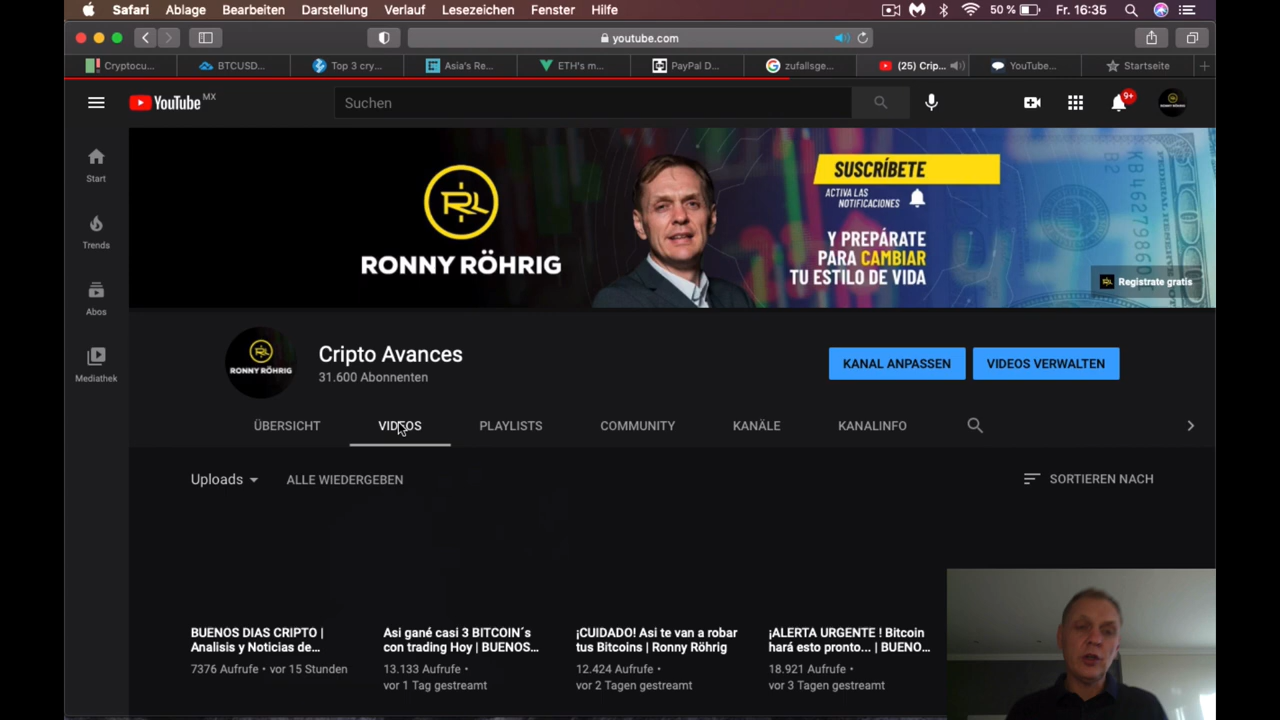 Safari Ablage Bearbeiten Darstellung Verlauf Lesezeichen Fenster Hilfe 50 % Fr. 16:35
youtube.com
Cryptocu... BTCUSD... Top 3 cry... Asia's Re... ETH's m... PayPal D... zufallsge... (25) Crip... YouTube... Startseite
YouTube MX
Suchen
9+
Start
Trends
Abos
Mediathek
RONNY RÖHRIG
SUSCRÍBETE
ACTIVA LAS
NOTIFICACIONES
Y PREPÁRATE
PARA CAMBIAR
TU ESTILO DE VIDA
Registrate gratis
KB46279860
B2
RONNY RÖHRIG
Cripto Avances
31.600 Abonnenten
KANAL ANPASSEN
VIDEOS VERWALTEN
ÜBERSICHT VIDEOS PLAYLISTS COMMUNITY KANÄLE KANALINFO
Uploads ALLE WIEDERGEBEN SORTIEREN NACH
BUENOS DIAS CRIPTO |
Analisis y Noticias de...
7376 Aufrufe • vor 15 Stunden
Asi gané casi 3 BITCOIN´s
con trading Hoy | BUENOS...
13.133 Aufrufe •
vor 1 Tag gestreamt
¡CUIDADO! Asi te van a robar
tus Bitcoins | Ronny Röhrig
12.424 Aufrufe •
vor 2 Tagen gestreamt
¡ALERTA URGENTE ! Bitcoin
hará esto pronto... | BUENO...
18.921 Aufrufe •
vor 3 Tagen gestreamt